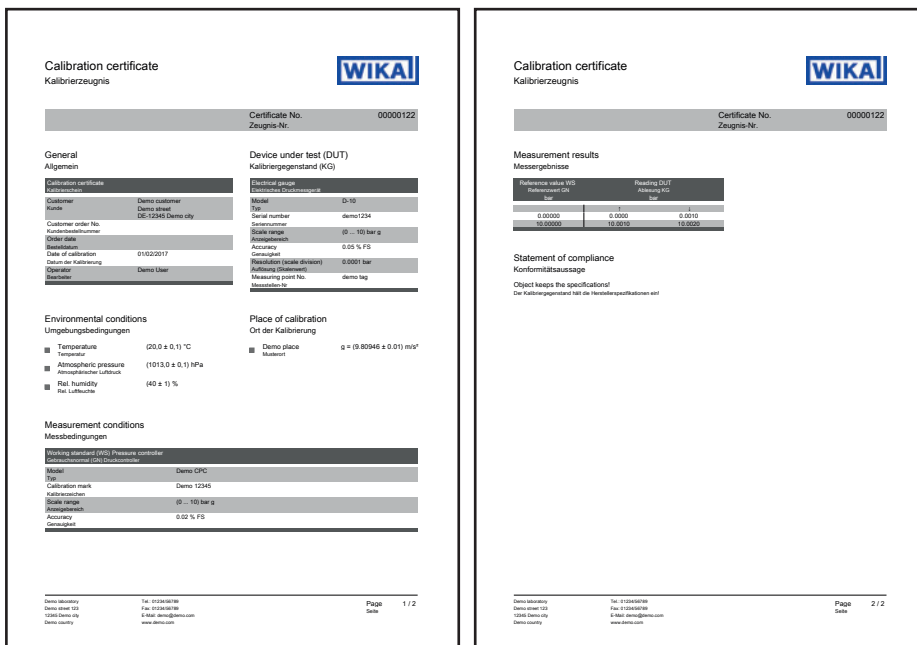 Calibration certificate
Kalibrierzeugnis
WIKA
Certificate No. 00000122
Zeugnis-Nr.
General
Allgemein
Calibration certificate
Kalibrierschein
Customer Demo customer
Kunde Demo street
DE-12345 Demo city
Customer order No.
Kundenbestellnummer
Order date
Bestelldatum
Date of calibration 01/02/2017
Datum der Kalibrierung
Operator Demo User
Bearbeiter
Device under test (DUT)
Kalibriergegenstand (KG)
Electrical gauge
Elektrisches Druckmessgerät
Model D-10
Typ
Serial number demo1234
Seriennummer
Scale range (0 ... 10) bar g
Anzeigebereich
Accuracy 0.05 % FS
Genauigkeit
Resolution (scale division) 0.0001 bar
Auflösung (Skalenwert)
Measuring point No. demo tag
Messstellen-Nr
Environmental conditions
Umgebungsbedingungen
Temperature (20,0 ± 0,1) °C
Temperatur
Atmospheric pressure (1013,0 ± 0,1) hPa
Atmosphärischer Luftdruck
Rel. humidity (40 ± 1) %
Rel. Luftfeuchte
Place of calibration
Ort der Kalibrierung
Demo place g = (9.80946 ± 0.01) m/s²
Musterort
Measurement conditions
Messbedingungen
Working standard (WS) Pressure controller
Gebrauchsnormal (GN) Druckcontroller
Model Demo CPC
Typ
Calibration mark Demo 12345
Kalibrierzeichen
Scale range (0 ... 10) bar g
Anzeigebereich
Accuracy 0.02 % FS
Genauigkeit
Demo laboratory Tel.: 01234/56789
Demo street 123 Fax: 01234/56789
12345 Demo city E-Mail: demo@demo.com
Demo country www.demo.com
Page 1 / 2
Seite
Calibration certificate
Kalibrierzeugnis
WIKA
Certificate No. 00000122
Zeugnis-Nr.
Measurement results
Messergebnisse
Reference value WS Reading DUT
Referenzwert GN Ablesung KG
bar bar
↑ ↓
0.00000 0.0000 0.0010
10.00000 10.0010 10.0020
Statement of compliance
Konformitätsaussage
Object keeps the specifications!
Der Kalibriergegenstand hält die Herstellerspezifikationen ein!
Demo laboratory Tel.: 01234/56789
Demo street 123 Fax: 01234/56789
12345 Demo city E-Mail: demo@demo.com
Demo country www.demo.com
Page 2 / 2
Seite